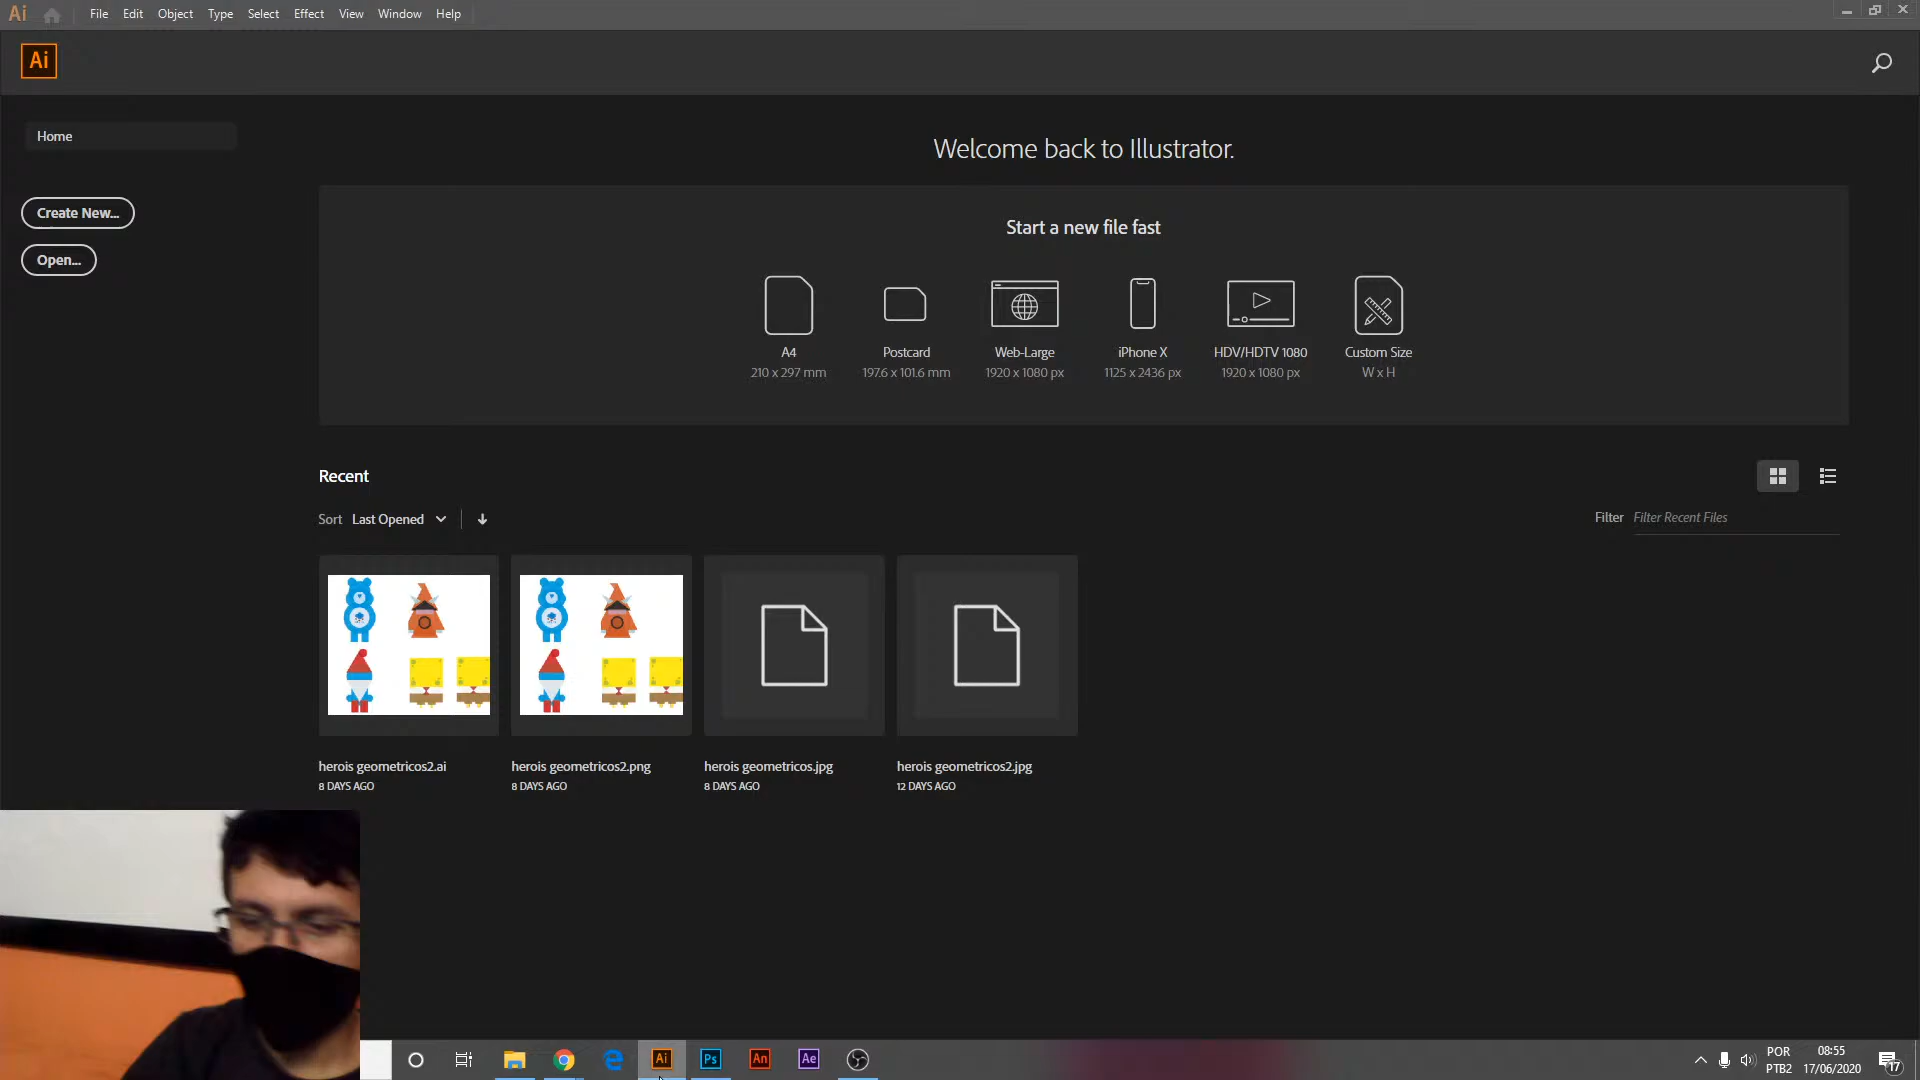 Ai File Edit Object Type Select Effect View Window Help
Ai
Home
Create New...
Open...
Welcome back to Illustrator.
Start a new file fast
A4 Postcard Web-Large iPhone X HDV/HDTV 1080 Custom Size
210 x 297 mm 197.6 x 101.6 mm 1920 x 1080 px 1125 x 2436 px 1920 x 1080 px W x H
Recent
Sort Last Opened Filter Filter Recent Files
herois geometricos2.ai herois geometricos2.png herois geometricos.jpg herois geometricos2.jpg
8 DAYS AGO 8 DAYS AGO 8 DAYS AGO 12 DAYS AGO
Ai Ps An Ae
POR 08:55
PTB2 17/06/2020 17